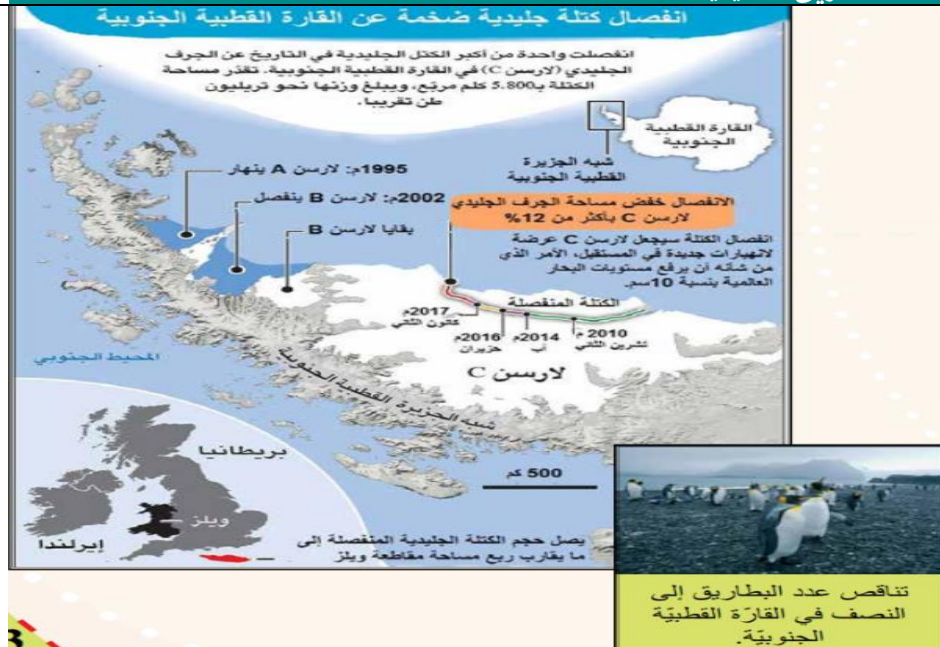 انفصال كتلة جليدية ضخمة عن القارة القطبية الجنوبية
انفصلت واحدة من أكبر الكتل الجليدية في التاريخ عن الجرف
الجليدي (لارسن C) في القارة القطبية الجنوبية. تقدّر مساحة
الكتلة بـ5.800 كلم مربّع، ويبلغ وزنها نحو تريليون
طن تقريبا.
القارة القطبية
الجنوبية
شبه الجزيرة
القطبية الجنوبية
1995م: لارسن A ينهار
2002م: لارسن B ينفصل
بقايا لارسن B
الانفصال خفض مساحة الجرف الجليدي
لارسن C بأكثر من 12%
انفصال الكتلة سيجعل لارسن C عرضة
لانهيارات جديدة في المستقبل، الأمر الذي
من شأنه أن يرفع مستويات البحار
العالمية بنسبة 10سم.
الكتلة المنفصلة
2017م
كانون الثاني
2016م
حزيران
2014م
آب
2010 م
تشرين الثاني
لارسن C
المحيط الجنوبي
شبه الجزيرة القطبية الجنوبية
500 كم
بريطانيا
ويلز
إيرلندا
يصل حجم الكتلة الجليدية المنفصلة إلى
ما يقارب ربع مساحة مقاطعة ويلز
تناقص عدد البطاريق إلى
النصف في القارّة القطبيّة
الجنوبيّة.